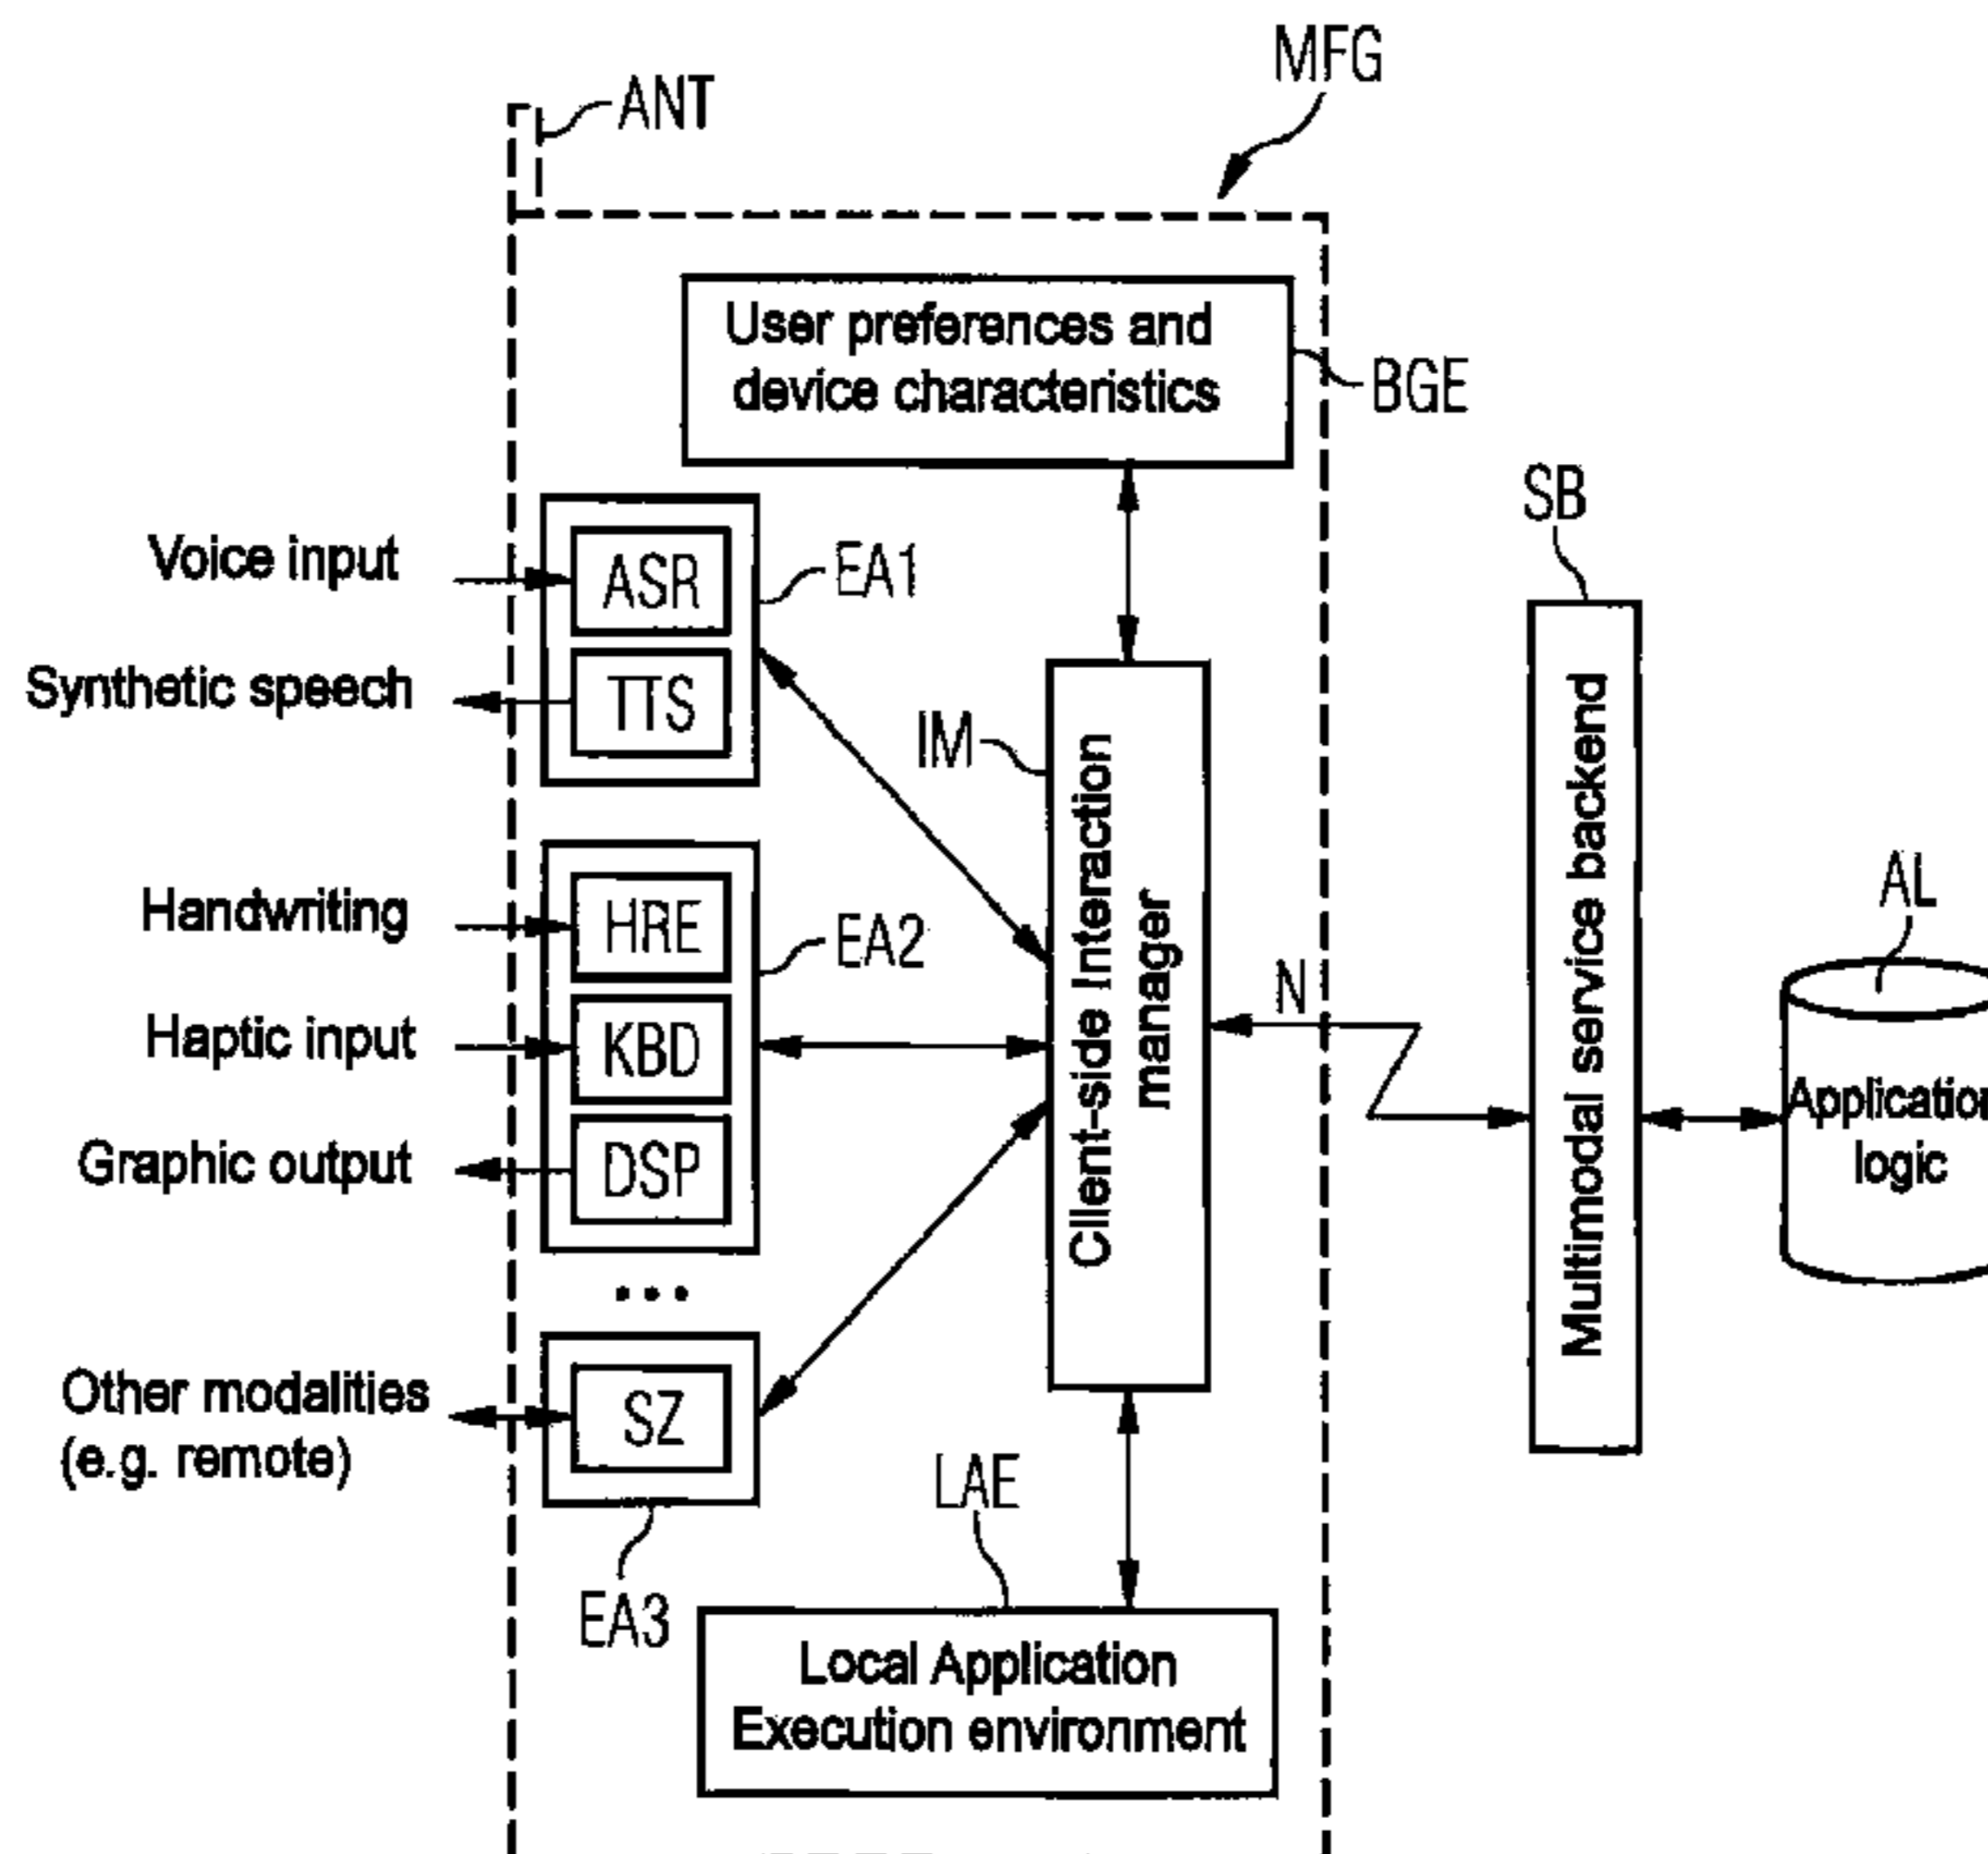 MFG
ANT
User preferences and
device characteristics
BGE
SB
Voice input
ASR
EA1
Synthetic speech
TTS
IM
Client-side Interaction
manager
Multimodal service backend
AL
Handwriting
HRE
EA2
N
Haptic input
KBD
Application
logic
Graphic output
DSP
...
Other modalities
(e.g. remote)
SZ
LAE
EA3
Local Application
Execution environment